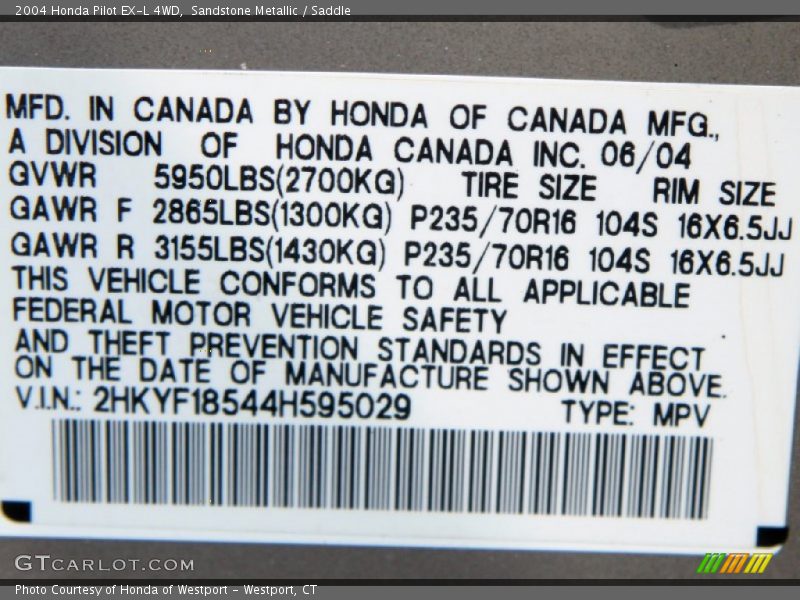 2004 Honda Pilot EX-L 4WD, Sandstone Metallic / Saddle
MFD. IN CANADA BY HONDA OF CANADA MFG.,
A DIVISION OF HONDA CANADA INC. 06/04
GVWR 5950LBS(2700KG) TIRE SIZE RIM SIZE
GAWR F 2865LBS(1300KG) P235/70R16 104S 16X6.5JJ
GAWR R 3155LBS(1430KG) P235/70R16 104S 16X6.5JJ
THIS VEHICLE CONFORMS TO ALL APPLICABLE
FEDERAL MOTOR VEHICLE SAFETY
AND THEFT PREVENTION STANDARDS IN EFFECT
ON THE DATE OF MANUFACTURE SHOWN ABOVE.
V.I.N.: 2HKYF18544H595029 TYPE: MPV
GTCARLOT.COM
Photo Courtesy of Honda of Westport - Westport, CT